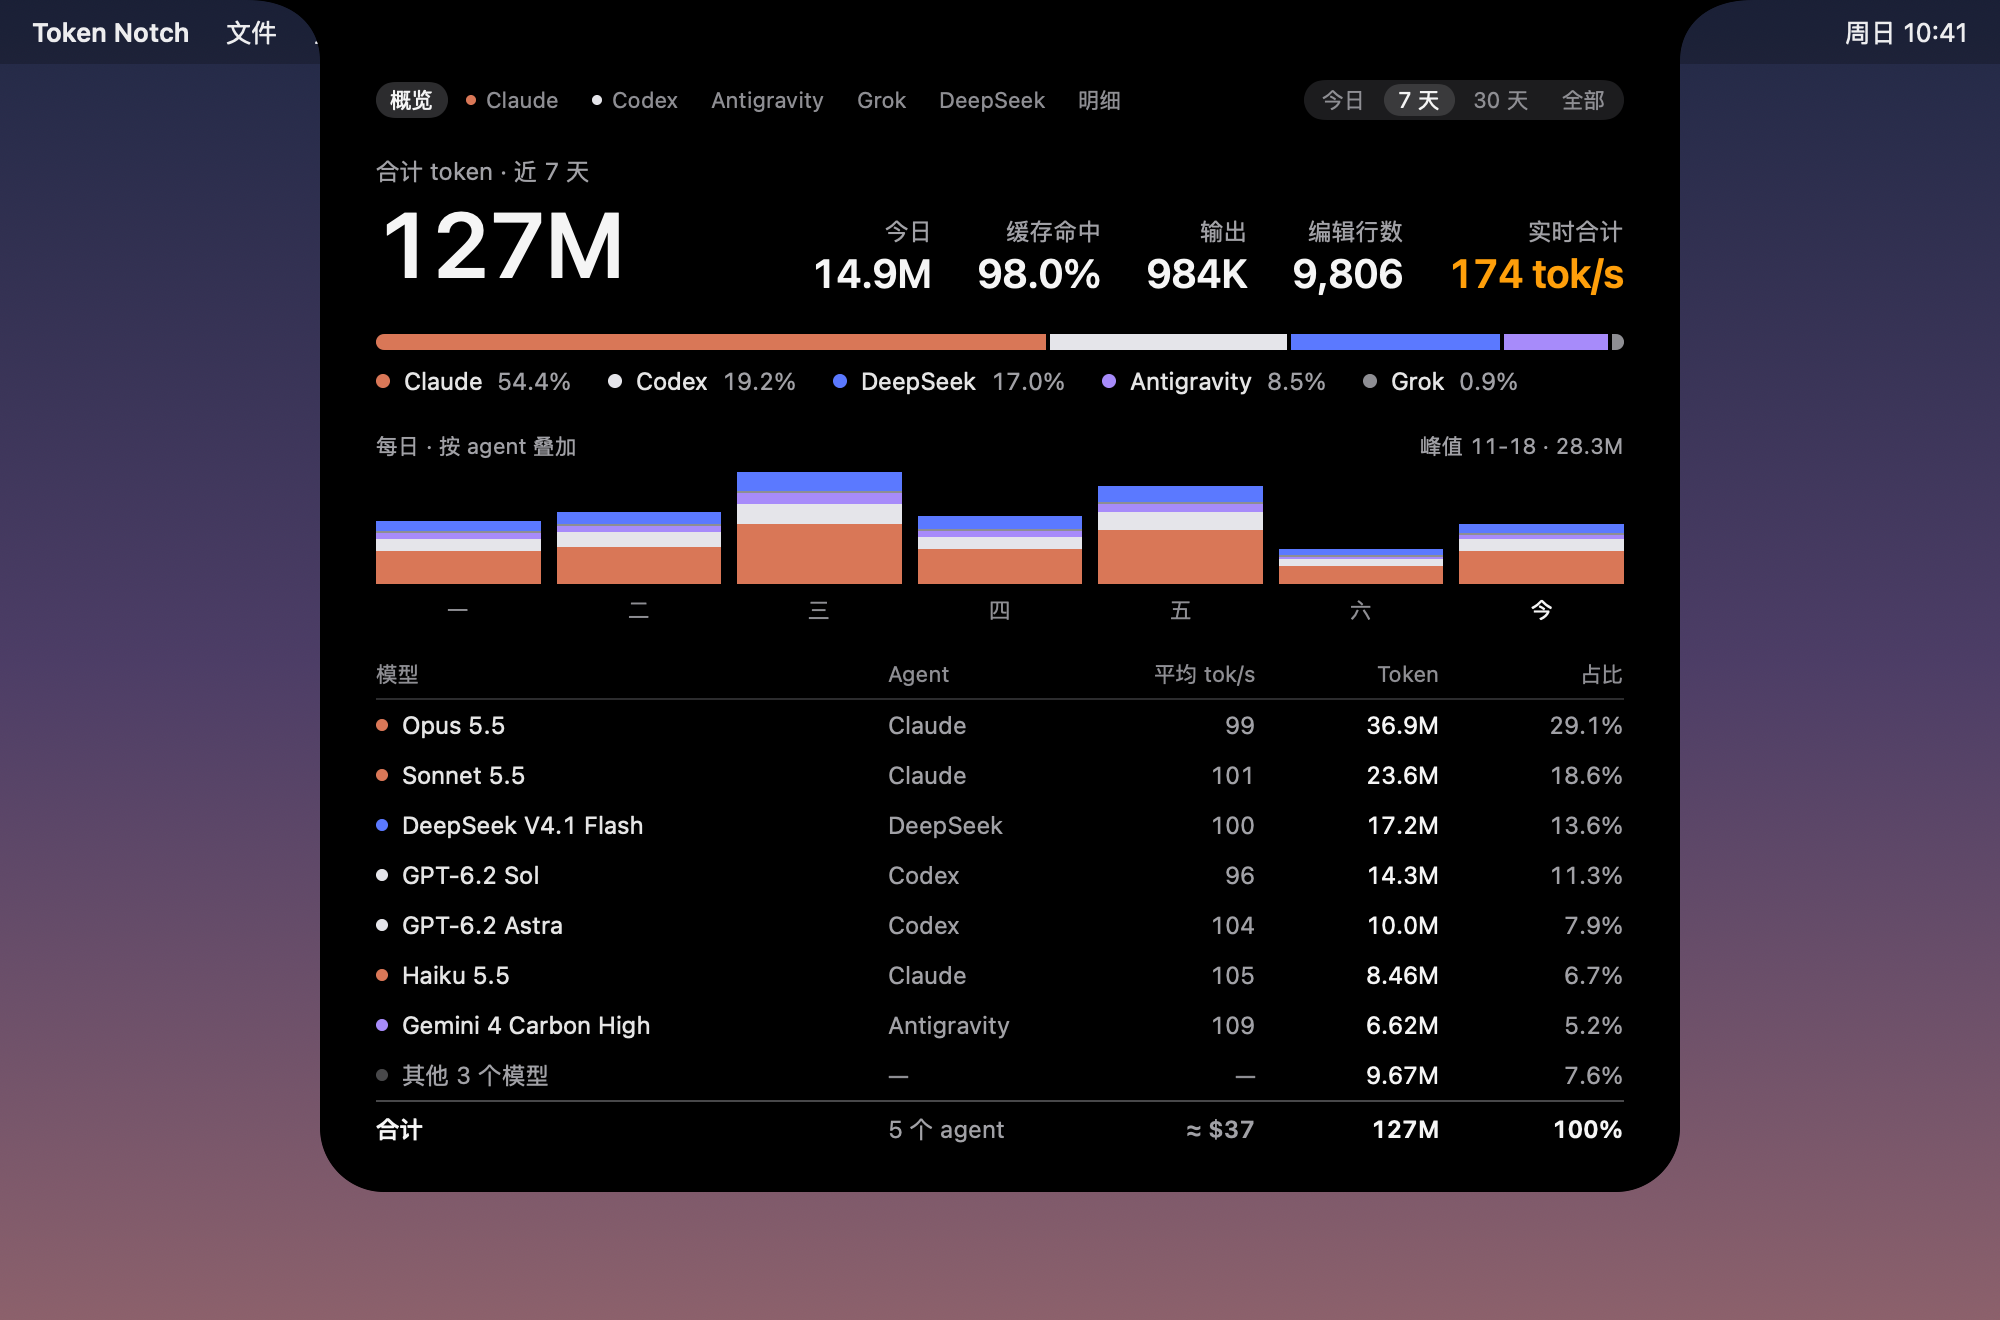 Token Notch 文件
周日 10:41
概览 Claude Codex Antigravity Grok DeepSeek 明细
今日 7 天 30 天 全部
合计 token · 近 7 天
127M
今日 缓存命中 输出 编辑行数 实时合计
14.9M 98.0% 984K 9,806 174 tok/s
Claude 54.4% Codex 19.2% DeepSeek 17.0% Antigravity 8.5% Grok 0.9%
每日 · 按 agent 叠加 峰值 11-18 · 28.3M
一 二 三 四 五 六 今
模型 Agent 平均 tok/s Token 占比
Opus 5.5 Claude 99 36.9M 29.1%
Sonnet 5.5 Claude 101 23.6M 18.6%
DeepSeek V4.1 Flash DeepSeek 100 17.2M 13.6%
GPT-6.2 Sol Codex 96 14.3M 11.3%
GPT-6.2 Astra Codex 104 10.0M 7.9%
Haiku 5.5 Claude 105 8.46M 6.7%
Gemini 4 Carbon High Antigravity 109 6.62M 5.2%
其他 3 个模型 — — 9.67M 7.6%
合计 5 个 agent ≈ $37 127M 100%